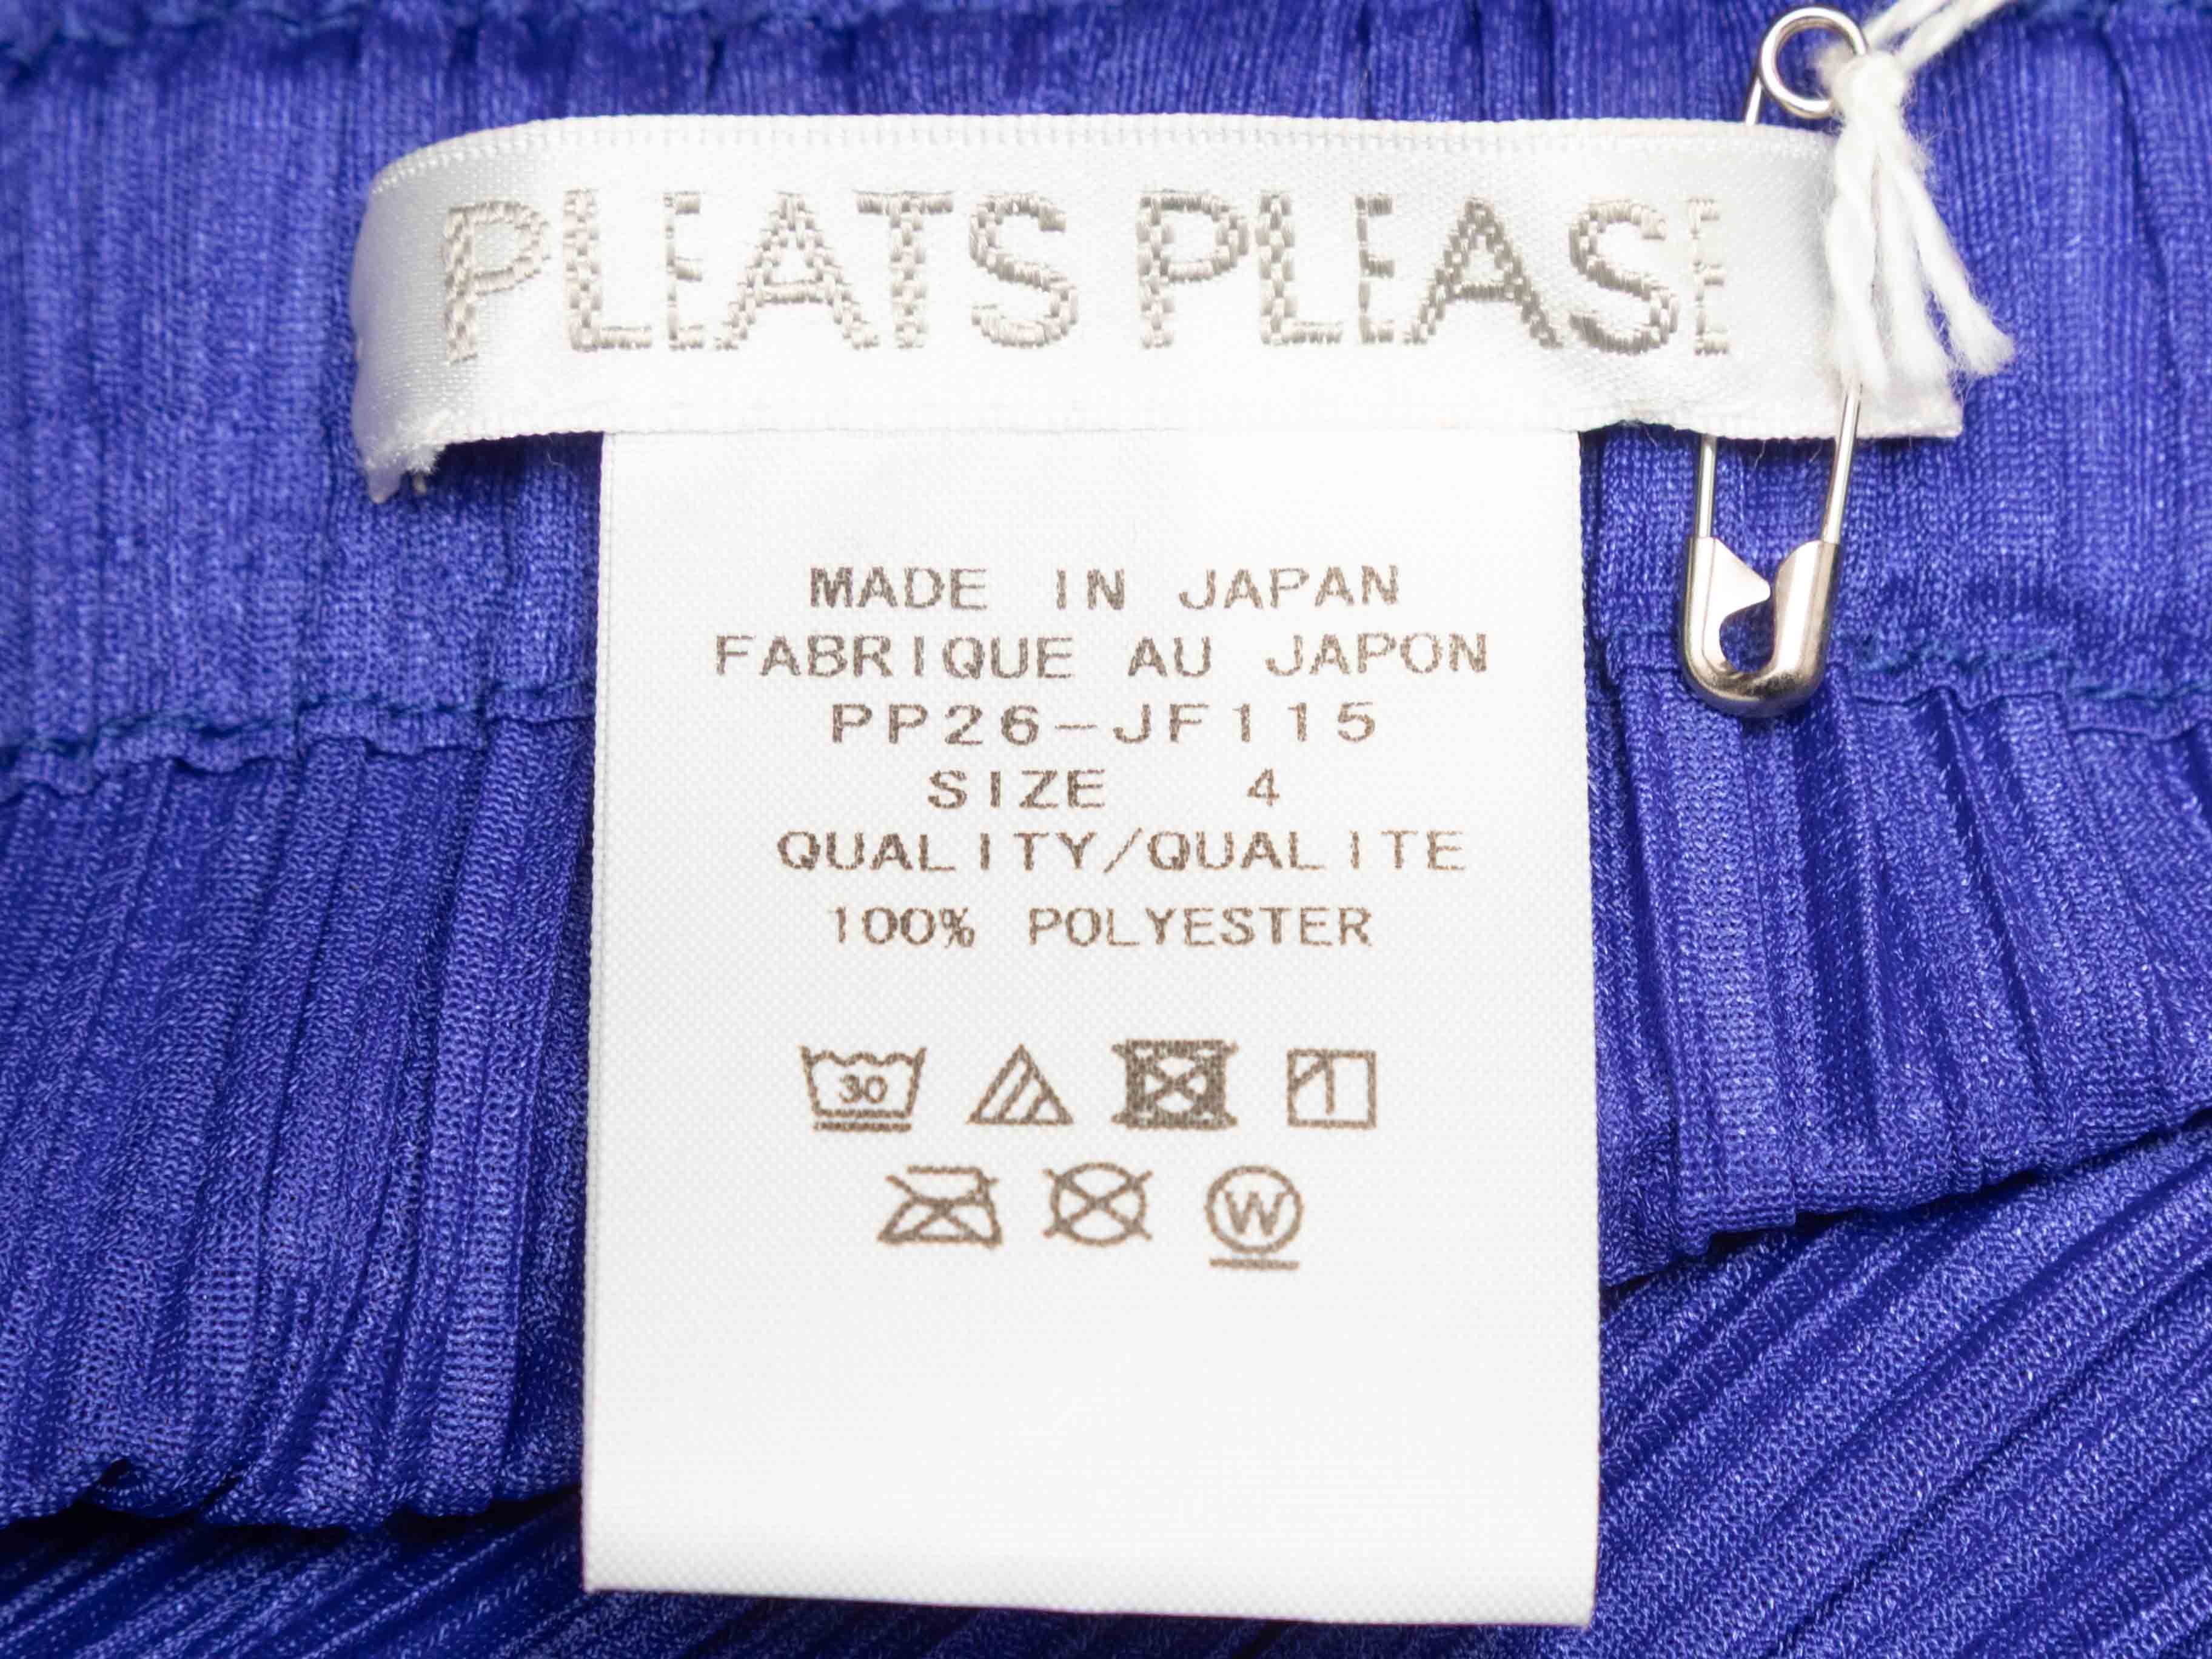 PLEATS PLEASE
MADE IN JAPAN
FABRIQUE AU JAPON
PP26-JF115
SIZE 4
QUALITY/QUALITE
100% POLYESTER
30
W